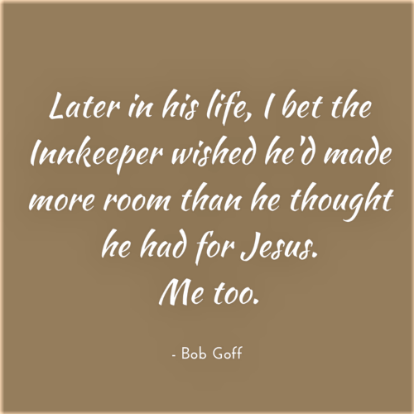 Later in his life, I bet the
Innkeeper wished he'd made
more room than he thought
he had for Jesus.
Me too.
- Bob Goff